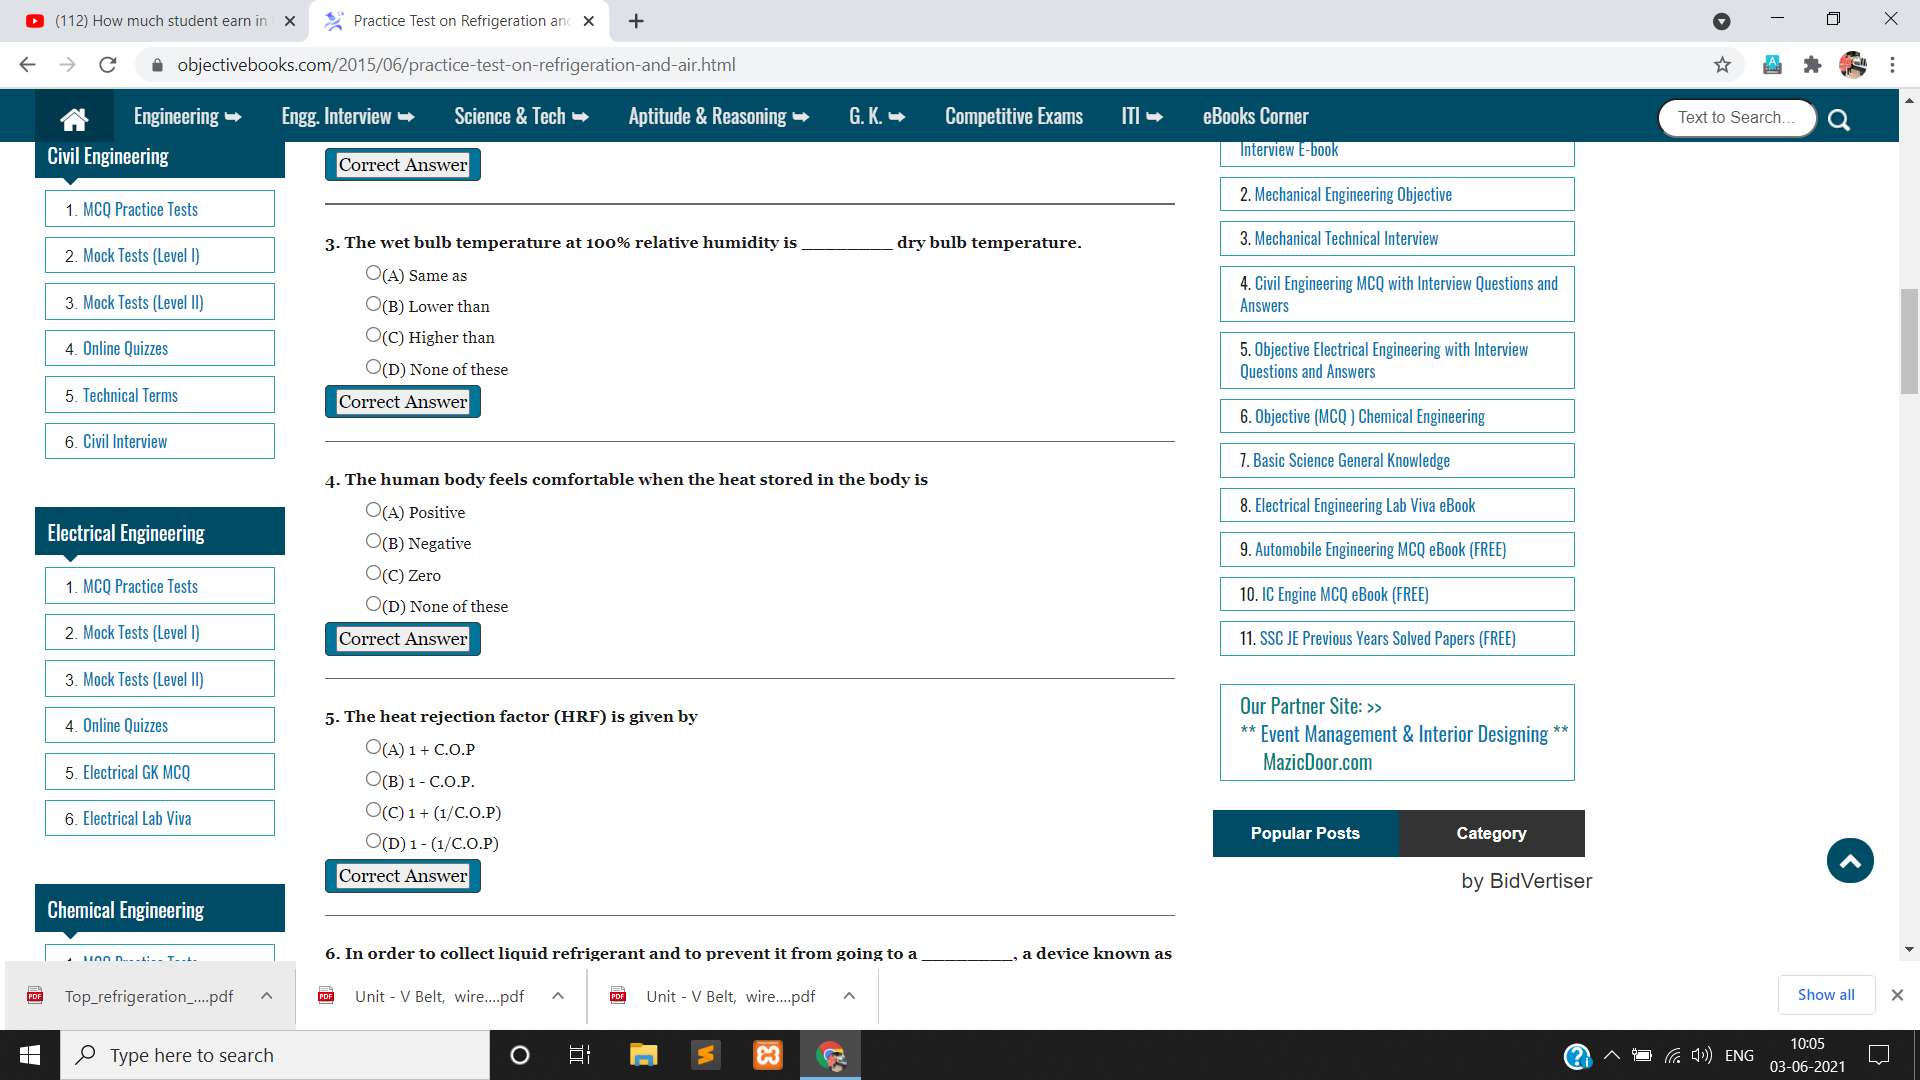 (112) How much student earn in
Practice Test on Refrigeration an
objectivebooks.com/2015/06/practice-test-on-refrigeration-and-air.html
Engineering ➥ Engg. Interview ➥ Science & Tech ➥ Aptitude & Reasoning ➥ G. K. ➥ Competitive Exams ITI ➥ eBooks Corner
Text to Search...
Civil Engineering
1. MCQ Practice Tests
2. Mock Tests (Level I)
3. Mock Tests (Level II)
4. Online Quizzes
5. Technical Terms
6. Civil Interview
Electrical Engineering
1. MCQ Practice Tests
2. Mock Tests (Level I)
3. Mock Tests (Level II)
4. Online Quizzes
5. Electrical GK MCQ
6. Electrical Lab Viva
Chemical Engineering
Correct Answer
3. The wet bulb temperature at 100% relative humidity is _________ dry bulb temperature.
(A) Same as
(B) Lower than
(C) Higher than
(D) None of these
Correct Answer
4. The human body feels comfortable when the heat stored in the body is
(A) Positive
(B) Negative
(C) Zero
(D) None of these
Correct Answer
5. The heat rejection factor (HRF) is given by
(A) 1 + C.O.P
(B) 1 - C.O.P.
(C) 1 + (1/C.O.P)
(D) 1 - (1/C.O.P)
Correct Answer
6. In order to collect liquid refrigerant and to prevent it from going to a _________, a device known as
Interview E-book
2. Mechanical Engineering Objective
3. Mechanical Technical Interview
4. Civil Engineering MCQ with Interview Questions and
Answers
5. Objective Electrical Engineering with Interview
Questions and Answers
6. Objective (MCQ ) Chemical Engineering
7. Basic Science General Knowledge
8. Electrical Engineering Lab Viva eBook
9. Automobile Engineering MCQ eBook (FREE)
10. IC Engine MCQ eBook (FREE)
11. SSC JE Previous Years Solved Papers (FREE)
Our Partner Site: >>
** Event Management & Interior Designing **
MazicDoor.com
Popular Posts
Category
by BidVertiser
Top_refrigeration_....pdf
Unit - V Belt, wire....pdf
Unit - V Belt, wire....pdf
Show all
Type here to search
ENG
10:05
03-06-2021